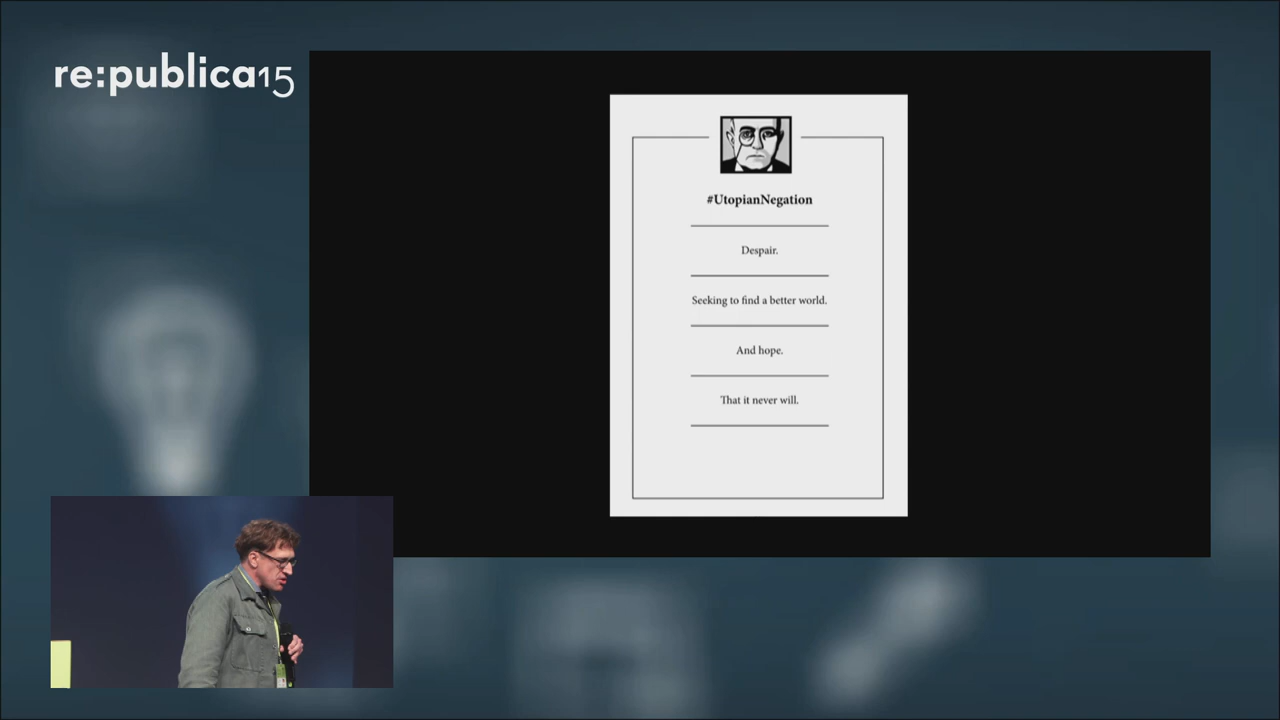 re:publica15
#UtopianNegation
Despair.
Seeking to find a better world.
And hope.
That it never will.